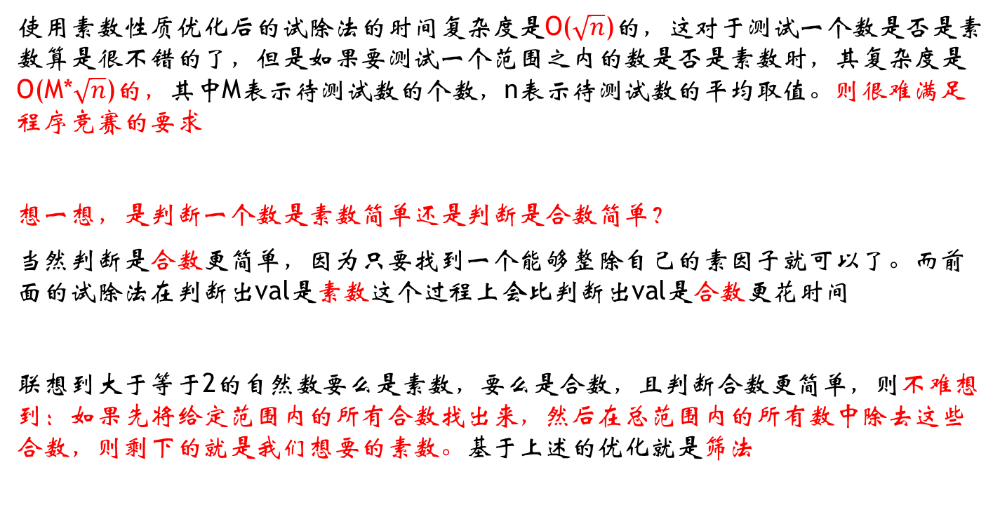 使用素数性质优化后的试除法的时间复杂度是O(√n)的，这对于测试一个数是否是素
数算是很不错的了，但是如果要测试一个范围之内的数是否是素数时，其复杂度是
O(M*√n)的，其中M表示待测试数的个数，n表示待测试数的平均取值。则很难满足
程序竞赛的要求
想一想，是判断一个数是素数简单还是判断是合数简单？
当然判断是合数更简单，因为只要找到一个能够整除自己的素因子就可以了。而前
面的试除法在判断出val是素数这个过程上会比判断出val是合数更花时间
联想到大于等于2的自然数要么是素数，要么是合数，且判断合数更简单，则不难想
到：如果先将给定范围内的所有合数找出来，然后在总范围内的所有数中除去这些
合数，则剩下的就是我们想要的素数。基于上述的优化就是筛法